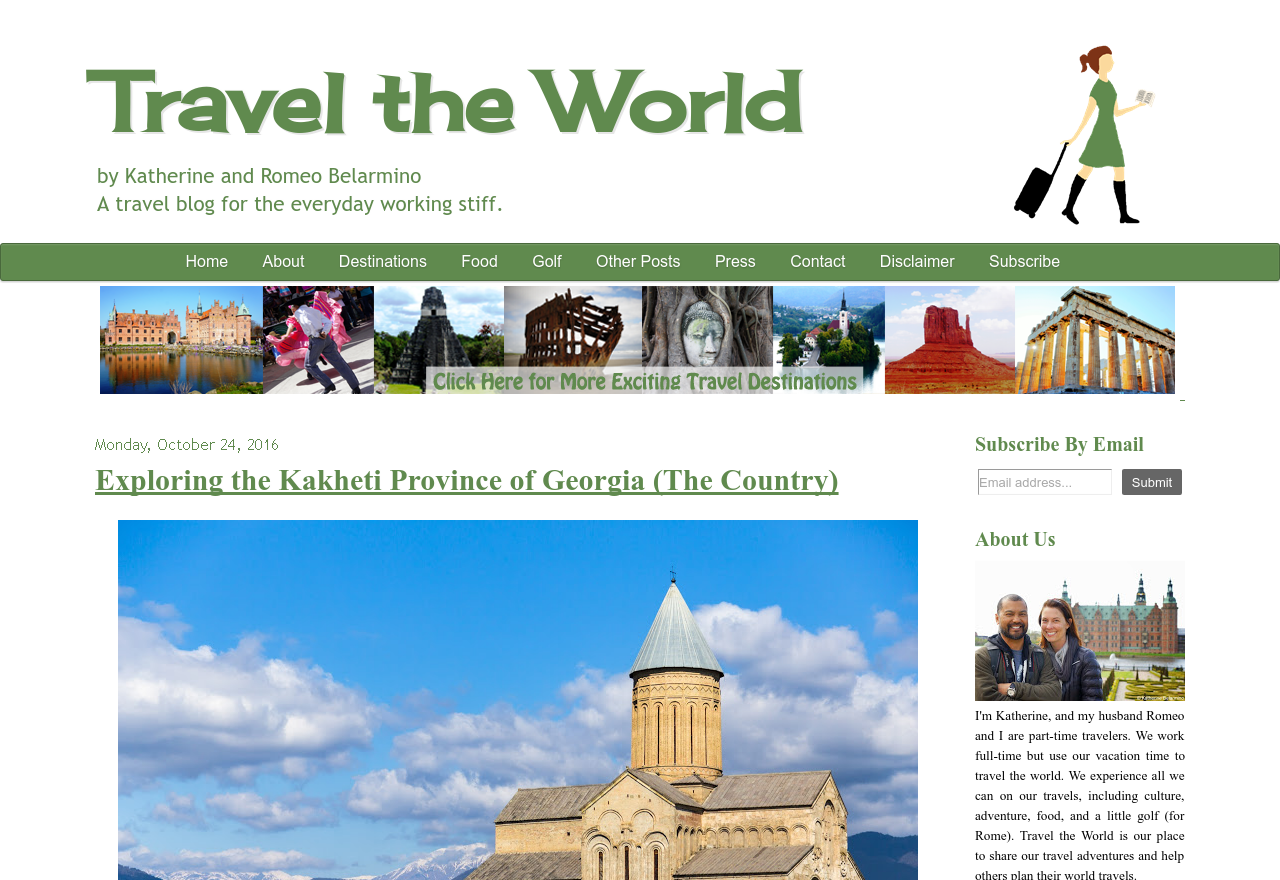 Travel the World
by Katherine and Romeo Belarmino
A travel blog for the everyday working stiff.
Home About Destinations Food Golf Other Posts Press Contact Disclaimer Subscribe
Click Here for More Exciting Travel Destinations
Monday, October 24, 2016
Exploring the Kakheti Province of Georgia (The Country)
Subscribe By Email
Email address... Submit
About Us
I'm Katherine, and my husband Romeo
and I are part-time travelers. We work
full-time but use our vacation time to
travel the world. We experience all we
can on our travels, including culture,
adventure, food, and a little golf (for
Rome). Travel the World is our place
to share our travel adventures and help
others plan their world travels.